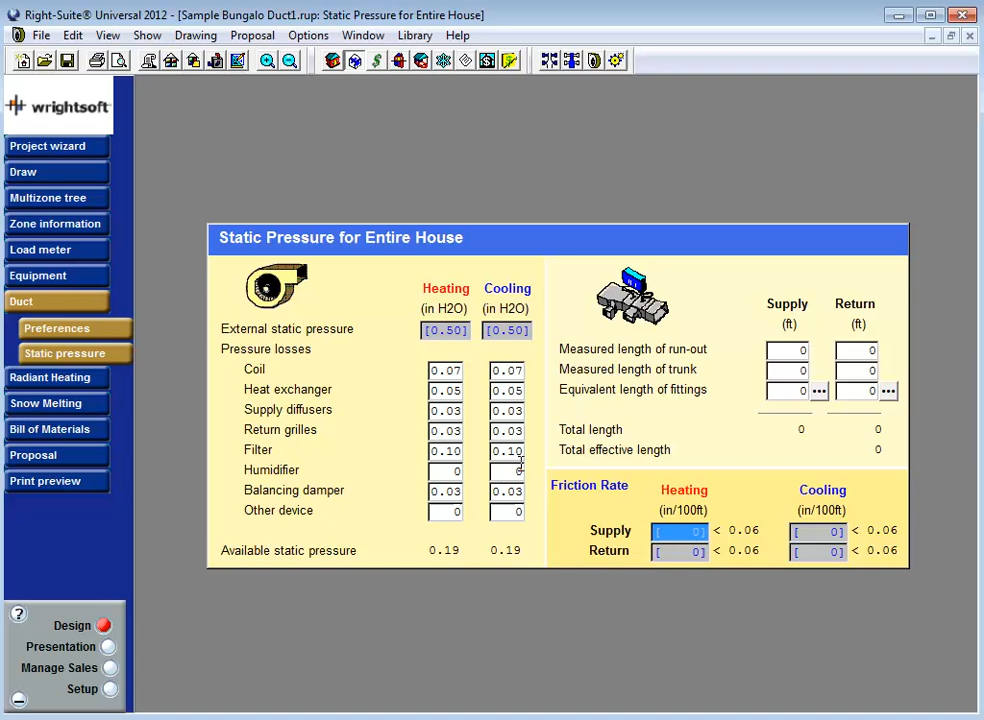 Right-Suite® Universal 2012 - [Sample Bungalo Duct1.rup: Static Pressure for Entire House]
File Edit View Show Drawing Proposal Options Window Library Help
wrightsoft
Project wizard
Draw
Multizone tree
Zone information
Load meter
Equipment
Duct
Preferences
Static pressure
Radiant Heating
Snow Melting
Bill of Materials
Proposal
Print preview
? Design
Presentation
Manage Sales
Setup
Static Pressure for Entire House
Heating Cooling
(in H2O) (in H2O)
External static pressure [0.50] [0.50]
Pressure losses
Coil 0.07 0.07
Heat exchanger 0.05 0.05
Supply diffusers 0.03 0.03
Return grilles 0.03 0.03
Filter 0.10 0.10
Humidifier 0 0
Balancing damper 0.03 0.03
Other device 0 0
Available static pressure 0.19 0.19
Supply Return
(ft) (ft)
Measured length of run-out 0 0
Measured length of trunk 0 0
Equivalent length of fittings 0 ... 0 ...
Total length 0 0
Total effective length 0
Friction Rate Heating Cooling
(in/100ft) (in/100ft)
Supply [ 0] < 0.06 [ 0] < 0.06
Return [ 0] < 0.06 [ 0] < 0.06